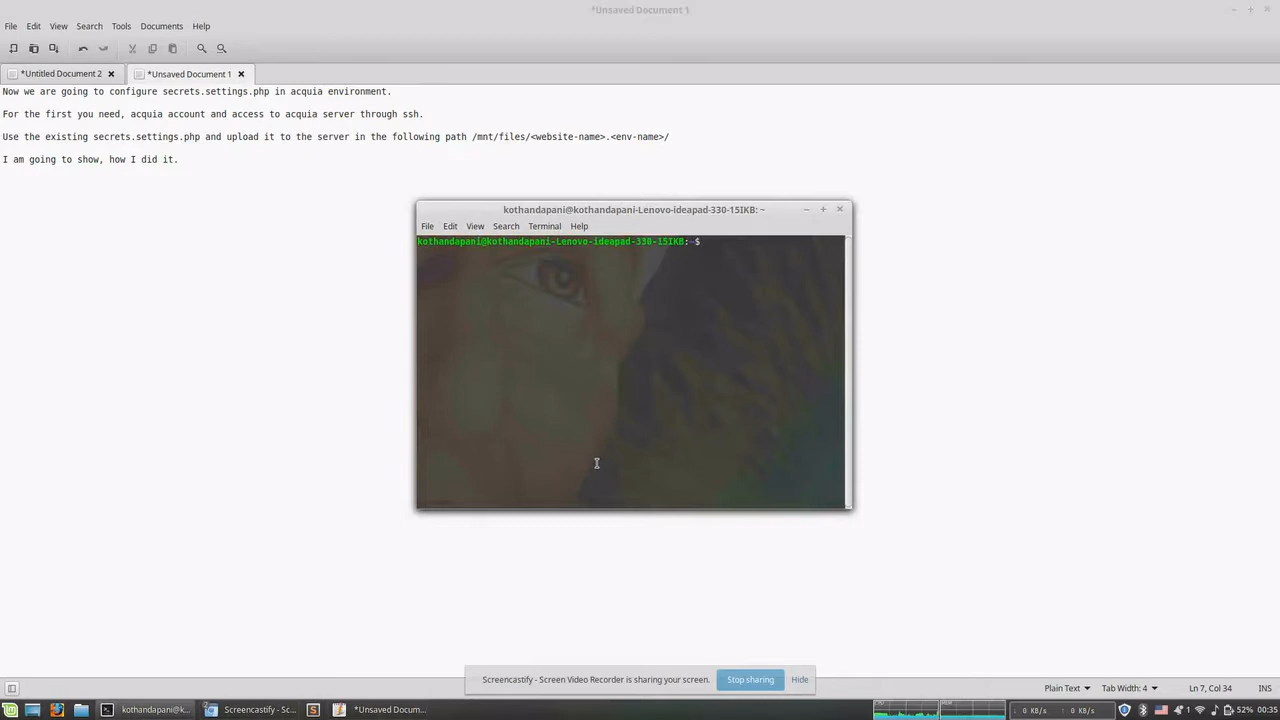 *Unsaved Document 1
File Edit View Search Tools Documents Help
*Untitled Document 2
*Unsaved Document 1
Now we are going to configure secrets.settings.php in acquia environment.
For the first you need, acquia account and access to acquia server through ssh.
Use the existing secrets.settings.php and upload it to the server in the following path /mnt/files/<website-name>.<env-name>/
I am going to show, how I did it.
kothandapani@kothandapani-Lenovo-ideapad-330-15IKB: ~
File Edit View Search Terminal Help
kothandapani@kothandapani-Lenovo-ideapad-330-15IKB:~$
Screencastify - Screen Video Recorder is sharing your screen. Stop sharing Hide
Plain Text Tab Width: 4 Ln 7, Col 34 INS
kothandapani@k... Screencastify - Sc... *Unsaved Docum... 0 KB/s 0 KB/s 52% 00:35